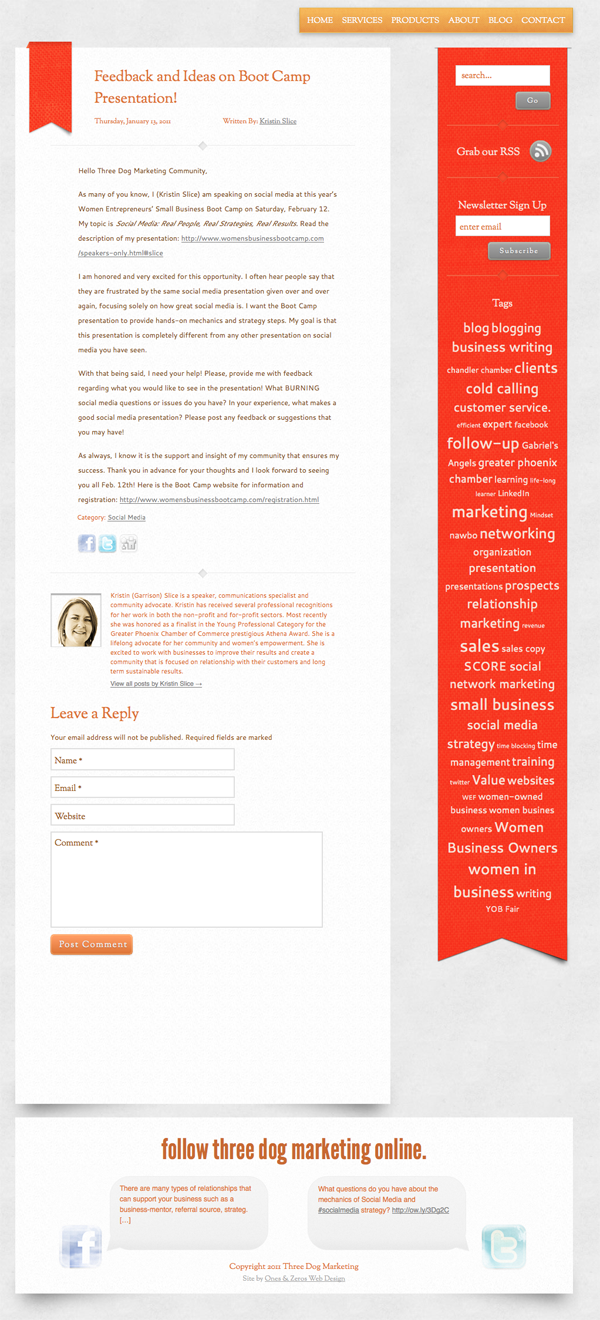 HOME SERVICES PRODUCTS ABOUT BLOG CONTACT
Feedback and Ideas on Boot Camp
Presentation!
Thursday, January 13, 2011 Written By: Kristin Slice
Hello Three Dog Marketing Community,
As many of you know, I (Kristin Slice) am speaking on social media at this year's
Women Entrepreneurs' Small Business Boot Camp on Saturday, February 12.
My topic is Social Media: Real People, Real Strategies, Real Results. Read the
description of my presentation: http://www.womensbusinessbootcamp.com
/speakers-only.html#slice
I am honored and very excited for this opportunity. I often hear people say that
they are frustrated by the same social media presentation given over and over
again, focusing solely on how great social media is. I want the Boot Camp
presentation to provide hands-on mechanics and strategy steps. My goal is that
this presentation is completely different from any other presentation on social
media you have seen.
With that being said, I need your help! Please, provide me with feedback
regarding what you would like to see in the presentation! What BURNING
social media questions or issues do you have? In your experience, what makes a
good social media presentation? Please post any feedback or suggestions that
you may have!
As always, I know it is the support and insight of my community that ensures my
success. Thank you in advance for your thoughts and I look forward to seeing
you all Feb. 12th! Here is the Boot Camp website for information and
registration: http://www.womensbusinessbootcamp.com/registration.html
Category: Social Media
Kristin (Garrison) Slice is a speaker, communications specialist and
community advocate. Kristin has received several professional recognitions
for her work in both the non-profit and for-profit sectors. Most recently
she was honored as a finalist in the Young Professional Category for the
Greater Phoenix Chamber of Commerce prestigious Athena Award. She is a
lifelong advocate for her community and women's empowerment. She is
excited to work with businesses to improve their results and create a
community that is focused on relationship with their customers and long
term sustainable results.
View all posts by Kristin Slice →
Leave a Reply
Your email address will not be published. Required fields are marked
Name *
Email *
Website
Comment *
Post Comment
search...
Go
Grab our RSS
Newsletter Sign Up
enter email
Subscribe
Tags
blog blogging
business writing
chandler chamber clients
cold calling
customer service.
efficient expert facebook
follow-up Gabriel's
Angels greater phoenix
chamber learning life-long
learner LinkedIn
marketing Mindset
nawbo networking
organization
presentation
presentations prospects
relationship
marketing revenue
sales sales copy
SCORE social
network marketing
small business
social media
strategy time blocking time
management training
twitter Value websites
WEF women-owned
business women busines
owners Women
Business Owners
women in
business writing
YOB Fair
follow three dog marketing online.
There are many types of relationships that
can support your business such as a
business-mentor, referral source, strateg.
[...]
What questions do you have about the
mechanics of Social Media and
#socialmedia strategy? http://ow.ly/3Dg2C
Copyright 2011 Three Dog Marketing
Site by Ones & Zeros Web Design